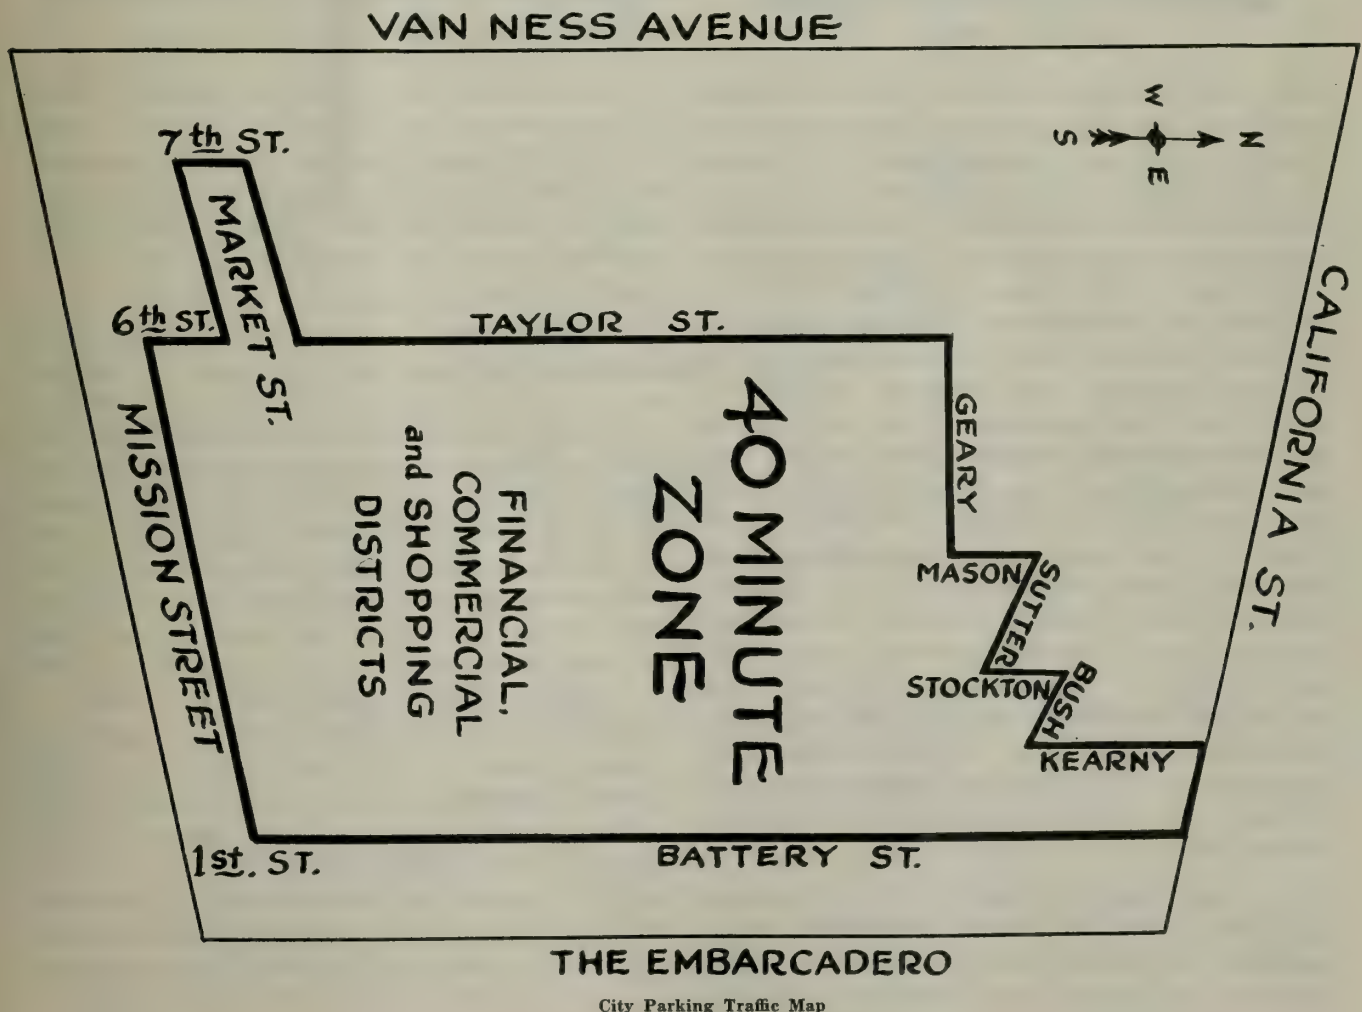 VAN NESS AVENUE
W
S N
E
7th ST.
MARKET ST.
6th ST.
TAYLOR ST.
CALIFORNIA ST.
GEARY
MISSION STREET
40 MINUTE
ZONE
FINANCIAL,
COMMERCIAL
and SHOPPING
DISTRICTS
MASON
SUTTER
STOCKTON
BUSH
KEARNY
1st. ST.
BATTERY ST.
THE EMBARCADERO
City Parking Traffic Map